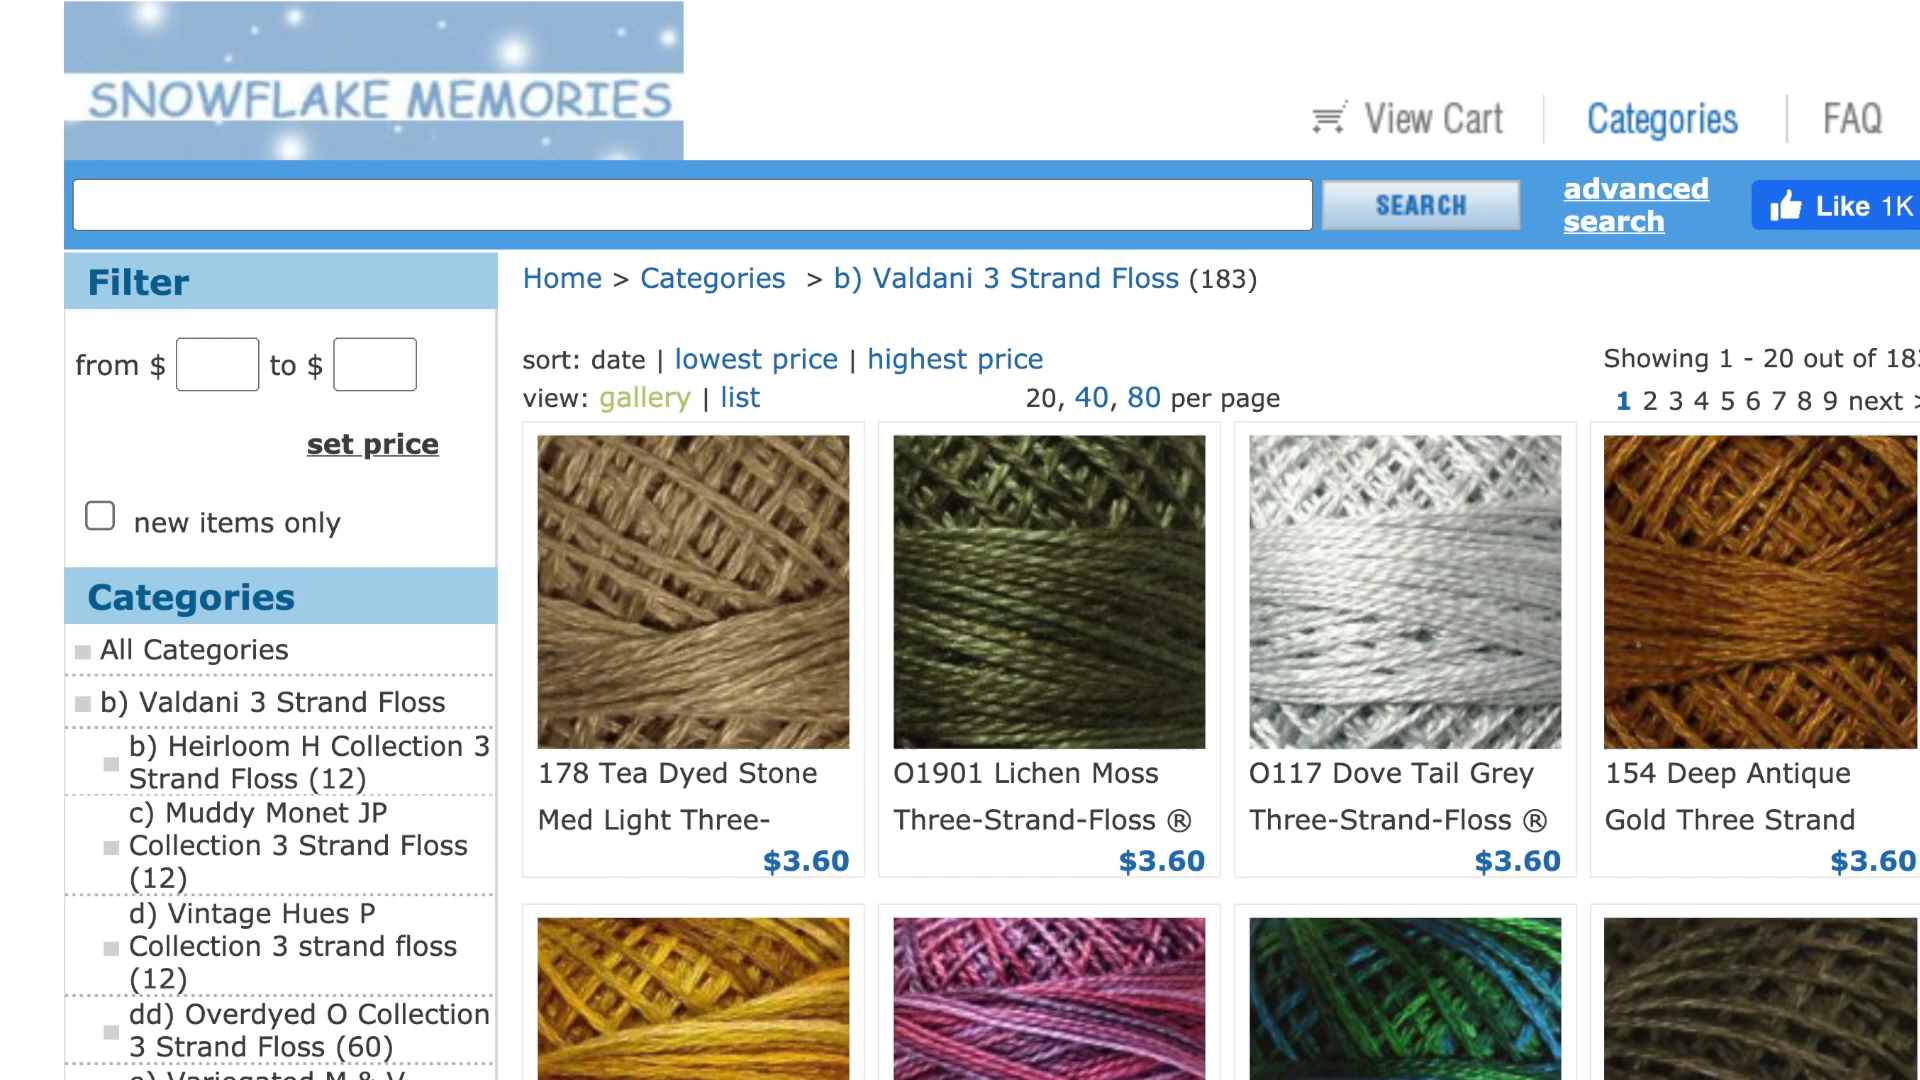 SNOWFLAKE MEMORIES
View Cart
Categories
FAQ
SEARCH
advanced
search
Like 1K
Filter
from $ to $
set price
new items only
Categories
All Categories
b) Valdani 3 Strand Floss
b) Heirloom H Collection 3
Strand Floss (12)
c) Muddy Monet JP
Collection 3 Strand Floss
(12)
d) Vintage Hues P
Collection 3 strand floss
(12)
dd) Overdyed O Collection
3 Strand Floss (60)
Home > Categories > b) Valdani 3 Strand Floss (183)
sort: date | lowest price | highest price
view: gallery | list
20, 40, 80 per page
Showing 1 - 20 out of
1 2 3 4 5 6 7 8 9 next >
178 Tea Dyed Stone
Med Light Three-
$3.60
O1901 Lichen Moss
Three-Strand-Floss ®
$3.60
O117 Dove Tail Grey
Three-Strand-Floss ®
$3.60
154 Deep Antique
Gold Three Strand
$3.60